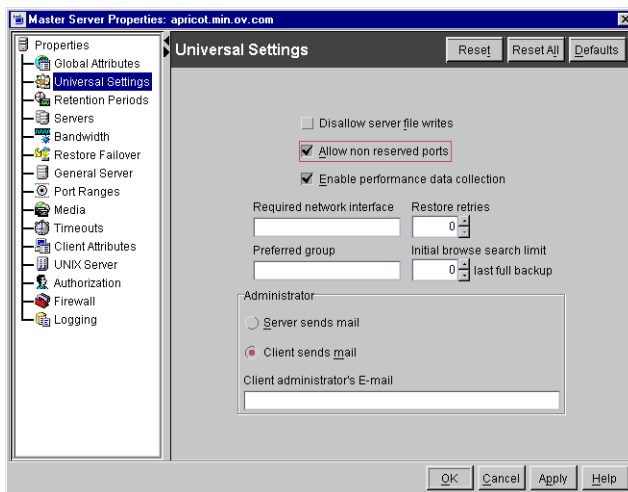 Master Server Properties: apricot.min.ov.com
Properties
Global Attributes
Universal Settings
Retention Periods
Servers
Bandwidth
Restore Failover
General Server
Port Ranges
Media
Timeouts
Client Attributes
UNIX Server
Authorization
Firewall
Logging
Universal Settings
Reset
Reset All
Defaults
Disallow server file writes
Allow non reserved ports
Enable performance data collection
Required network interface
Restore retries
0
Preferred group
Initial browse search limit
0 last full backup
Administrator
Server sends mail
Client sends mail
Client administrator's E-mail
OK
Cancel
Apply
Help